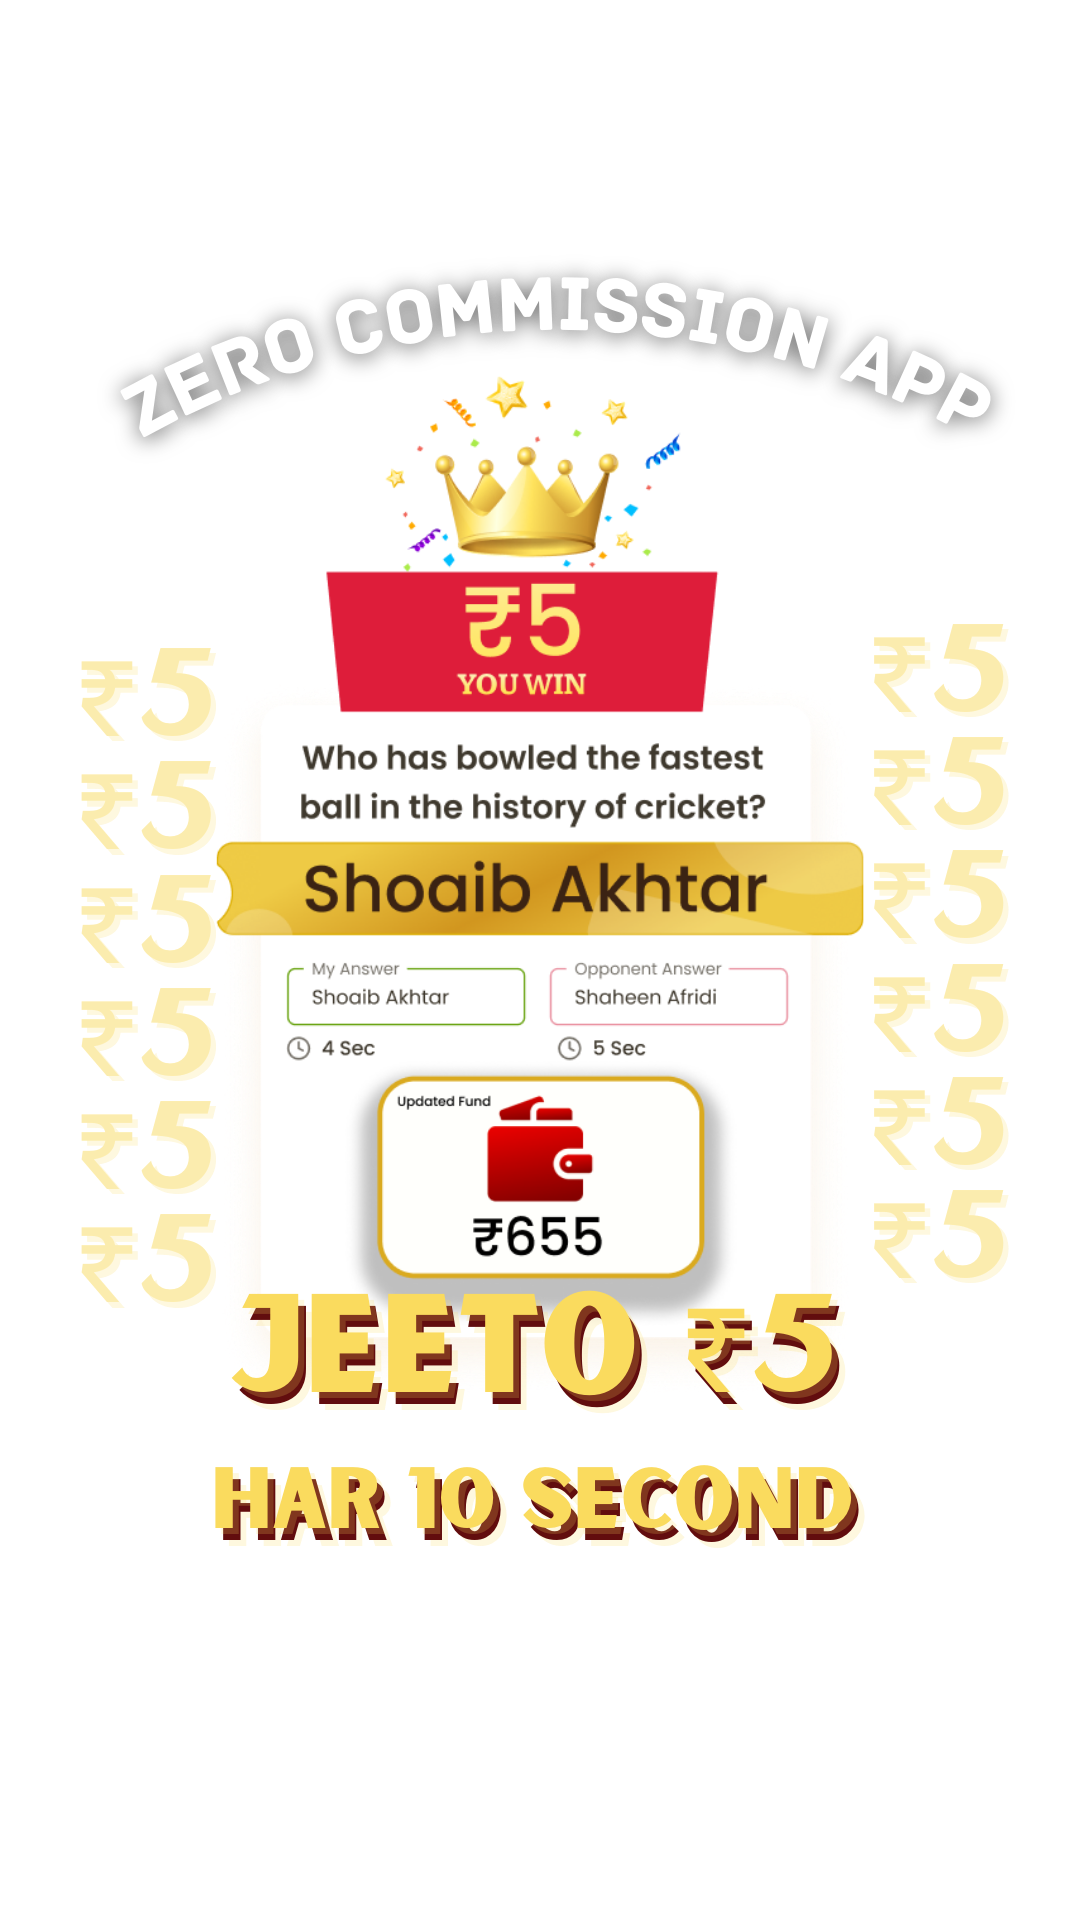 ZERO COMMISSION APP
₹5
YOU WIN
Who has bowled the fastest
ball in the history of cricket?
Shoaib Akhtar
My Answer
Shoaib Akhtar
4 Sec
Opponent Answer
Shaheen Afridi
5 Sec
Updated Fund
₹655
₹5
₹5
₹5
₹5
₹5
₹5
₹5
₹5
₹5
₹5
₹5
₹5
JEETO ₹5
HAR 10 SECOND